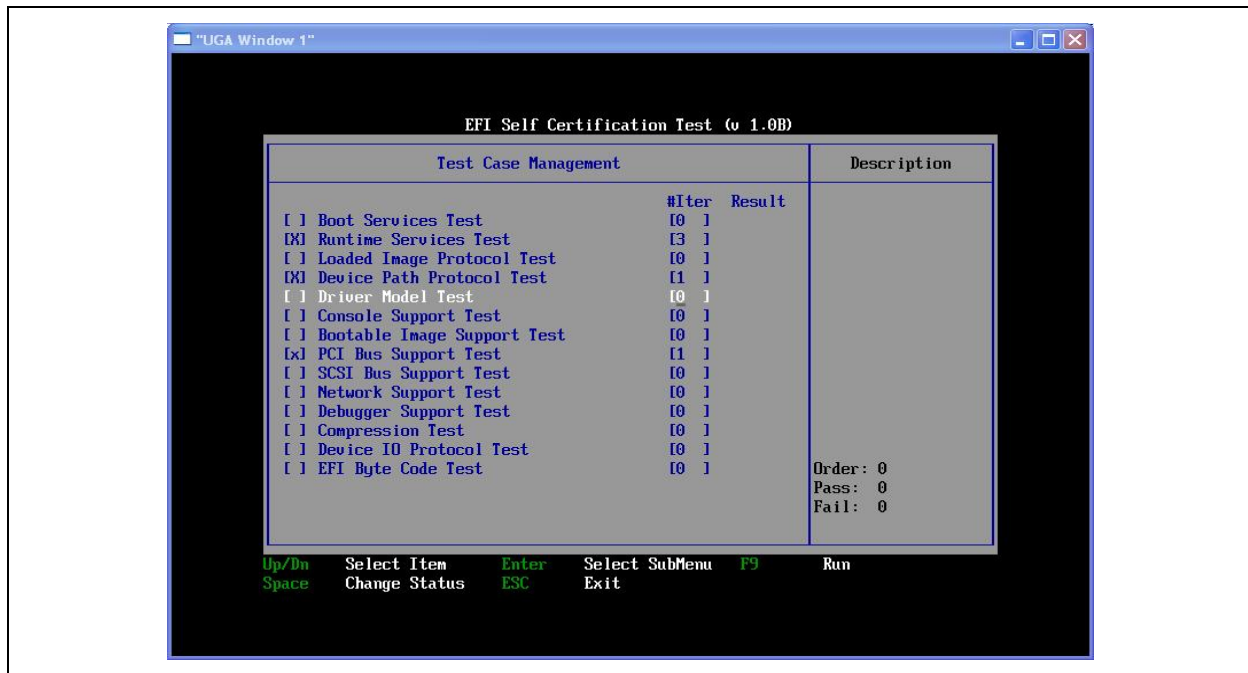 "UGA Window 1"
EFI Self Certification Test (v 1.0B)
Test Case Management
Description
#Iter Result
[ ] Boot Services Test [0 ]
[X] Runtime Services Test [3 ]
[ ] Loaded Image Protocol Test [0 ]
[X] Device Path Protocol Test [1 ]
[ ] Driver Model Test [0 ]
[ ] Console Support Test [0 ]
[ ] Bootable Image Support Test [0 ]
[x] PCI Bus Support Test [1 ]
[ ] SCSI Bus Support Test [0 ]
[ ] Network Support Test [0 ]
[ ] Debugger Support Test [0 ]
[ ] Compression Test [0 ]
[ ] Device IO Protocol Test [0 ]
[ ] EFI Byte Code Test [0 ]
Order: 0
Pass: 0
Fail: 0
Up/Dn Select Item Enter Select SubMenu F9 Run
Space Change Status ESC Exit